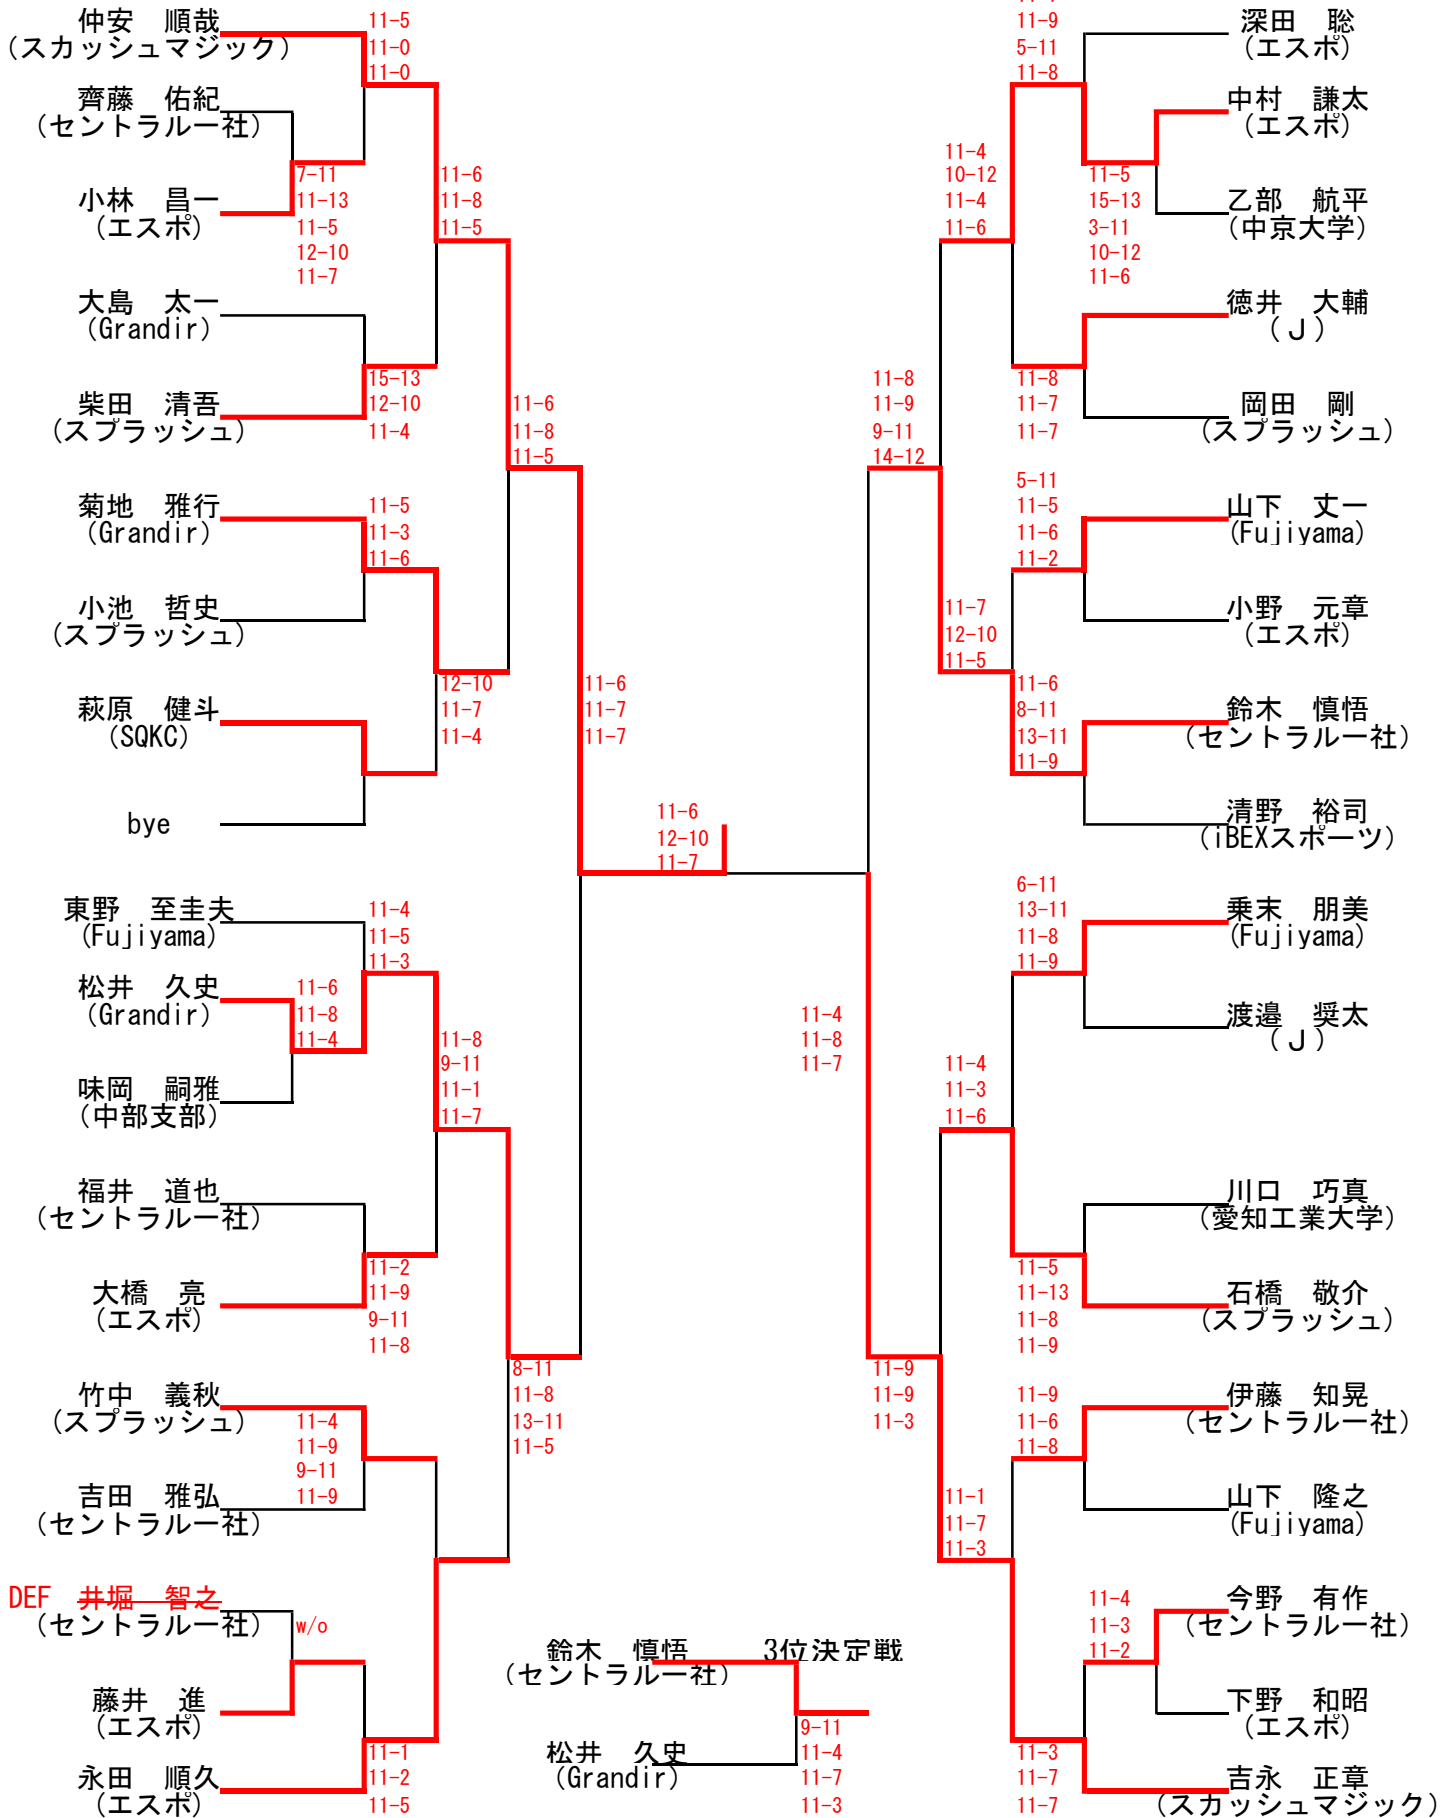 仲安　順哉
(スカッシュマジック)
11-5
11-0
11-0
齊藤　佑紀
(セントラル一社)
小林　昌一
(エスポ)
7-11
11-13
11-5
12-10
11-7
11-6
11-8
11-5
大島　太一
(Grandir)
柴田　清吾
(スプラッシュ)
15-13
12-10
11-4
11-6
11-8
11-5
菊地　雅行
(Grandir)
11-5
11-3
11-6
小池　哲史
(スプラッシュ)
萩原　健斗
(SQKC)
12-10
11-7
11-4
11-6
11-7
11-7
bye
11-6
12-10
11-7
東野　至圭夫
(Fujiyama)
11-4
11-5
11-3
松井　久史
(Grandir)
11-6
11-8
11-4
味岡　嗣雅
(中部支部)
11-8
9-11
11-1
11-7
福井　道也
(セントラル一社)
大橋　亮
(エスポ)
11-2
11-9
9-11
11-8
竹中　義秋
(スプラッシュ)
11-4
11-9
9-11
11-9
8-11
11-8
13-11
11-5
吉田　雅弘
(セントラル一社)
DEF 井堀　智之
(セントラル一社)
w/o
藤井　進
(エスポ)
永田　順久
(エスポ)
11-1
11-2
11-5
11-9
5-11
11-8
深田　聡
(エスポ)
中村　謙太
(エスポ)
乙部　航平
(中京大学)
11-5
15-13
3-11
10-12
11-6
11-4
10-12
11-4
11-6
徳井　大輔
(J)
岡田　剛
(スプラッシュ)
11-8
11-7
11-7
11-8
11-9
9-11
14-12
5-11
11-5
11-6
11-2
山下　丈一
(Fujiyama)
小野　元章
(エスポ)
11-7
12-10
11-5
11-6
8-11
13-11
11-9
鈴木　慎悟
(セントラル一社)
清野　裕司
(iBEXスポーツ)
6-11
13-11
11-8
11-9
乗末　朋美
(Fujiyama)
渡邉　奨太
(J)
11-4
11-8
11-7
11-4
11-3
11-6
川口　巧真
(愛知工業大学)
石橋　敬介
(スプラッシュ)
11-5
11-13
11-8
11-9
11-9
11-9
11-3
11-9
11-6
11-8
伊藤　知晃
(セントラル一社)
山下　隆之
(Fujiyama)
11-1
11-7
11-3
11-4
11-3
11-2
今野　有作
(セントラル一社)
下野　和昭
(エスポ)
11-3
11-7
11-7
吉永　正章
(スカッシュマジック)
鈴木　慎悟　3位決定戦
(セントラル一社)
松井　久史
(Grandir)
9-11
11-4
11-7
11-3